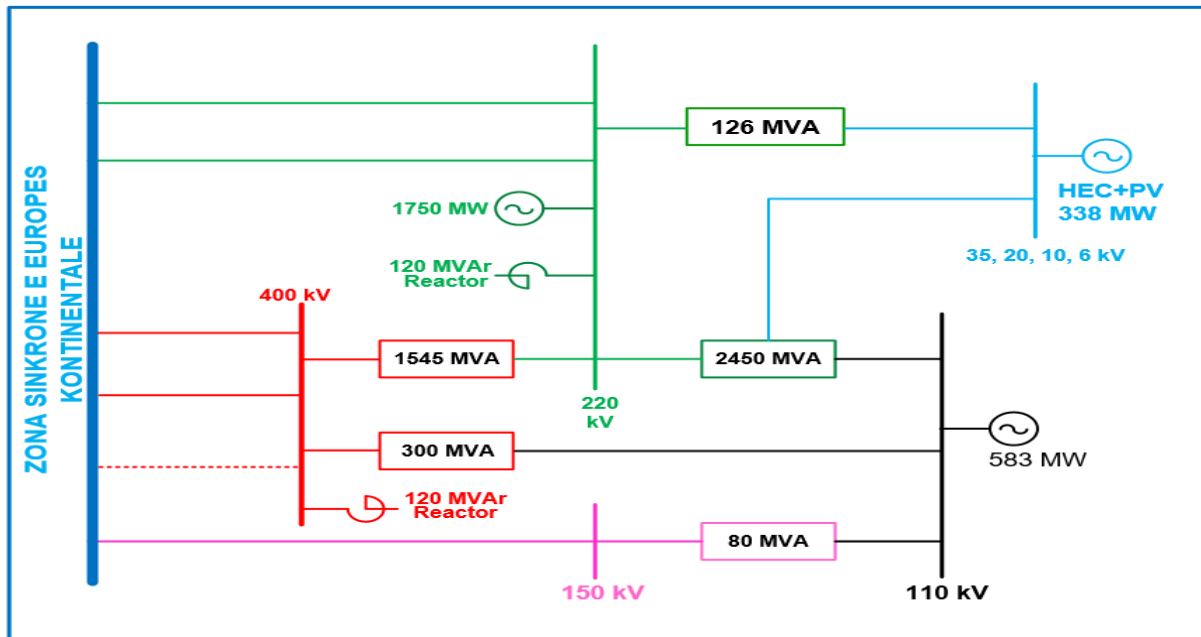 ZONA SINKRONE E EUROPES
KONTINENTALE
126 MVA
HEC+PV
338 MW
35, 20, 10, 6 kV
1750 MW
120 MVAr
Reactor
400 kV
1545 MVA
2450 MVA
220
kV
300 MVA
583 MW
120 MVAr
Reactor
80 MVA
150 kV
110 kV